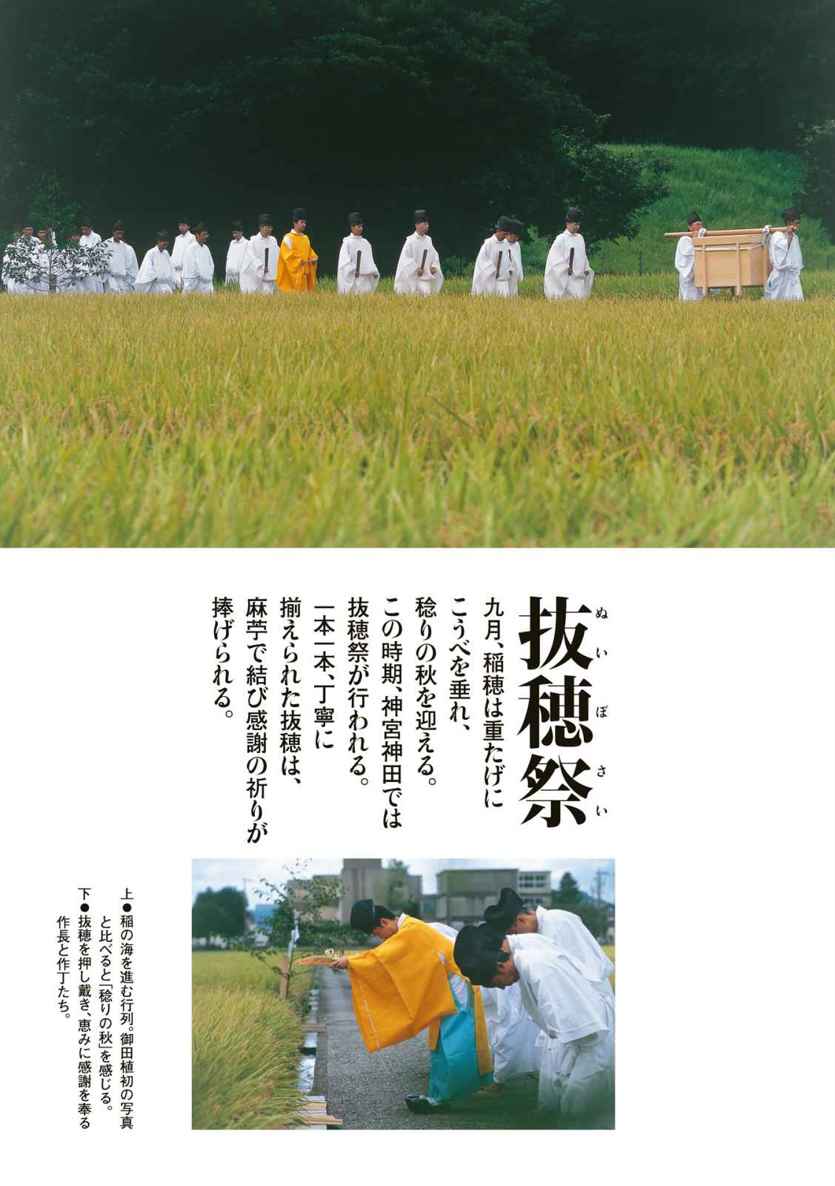 抜穂祭
ぬいぼさい
九月、稲穂は重たげに
こうべを垂れ、
稔りの秋を迎える。
この時期、神宮神田では
抜穂祭が行われる。
一本一本、丁寧に
揃えられた抜穂は、
麻苧で結び感謝の祈りが
捧げられる。
上●稲の海を進む行列。御田植初の写真
と比べると「稔りの秋」を感じる。
下●抜穂を押し戴き、恵みに感謝を奉る
作長と作丁たち。